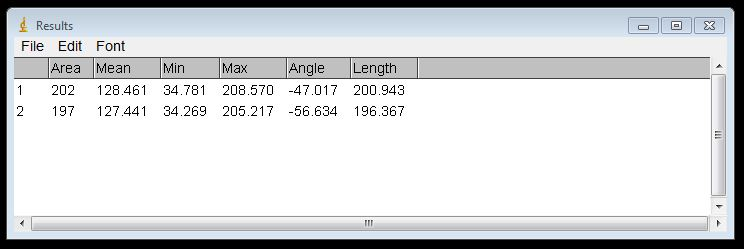 Results
File Edit Font
Area Mean Min Max Angle Length
1 202 128.461 34.781 208.570 -47.017 200.943
2 197 127.441 34.269 205.217 -56.634 196.367